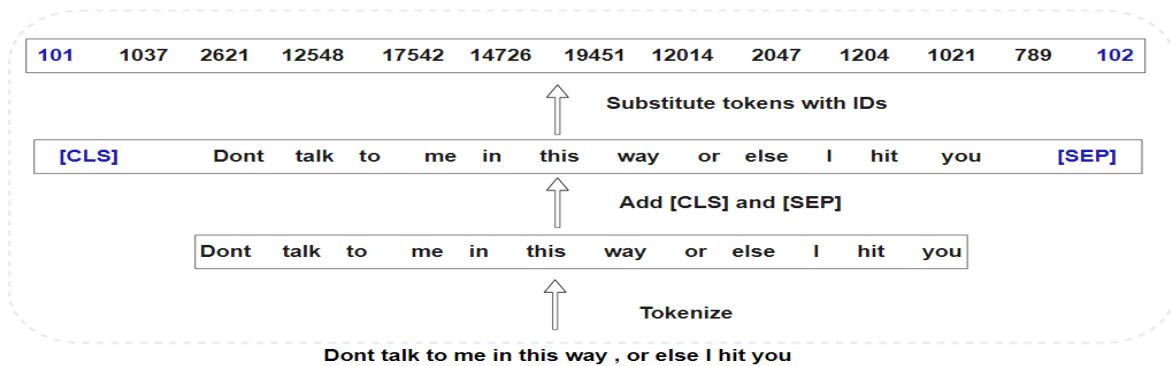 101 1037 2621 12548 17542 14726 19451 12014 2047 1204 1021 789 102
Substitute tokens with IDs
[CLS] Dont talk to me in this way or else I hit you [SEP]
Add [CLS] and [SEP]
Dont talk to me in this way or else I hit you
Tokenize
Dont talk to me in this way , or else I hit you